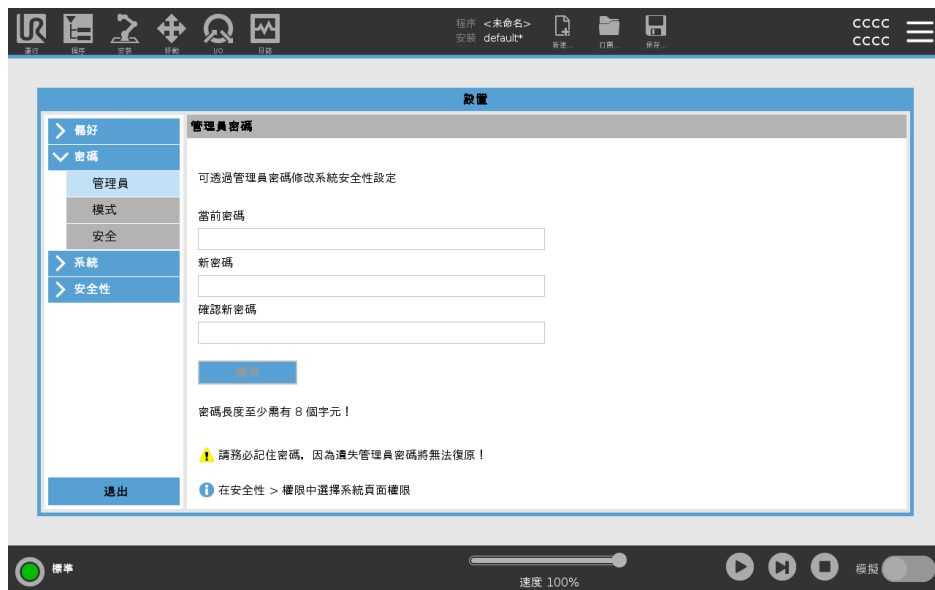 程序 <未命名>
安裝 default*
cccc
cccc
運行 程序 安裝 移動 I/O 日誌 新建... 打開... 保存...
設置
偏好
密碼
管理員
模式
安全
系統
安全性
退出
管理員密碼
可透過管理員密碼修改系統安全性設定
當前密碼
新密碼
確認新密碼
套用
密碼長度至少需有 8 個字元!
請務必記住密碼，因為遺失管理員密碼將無法復原!
在安全性 > 權限中選擇系統頁面權限
標準
速度 100%
模擬